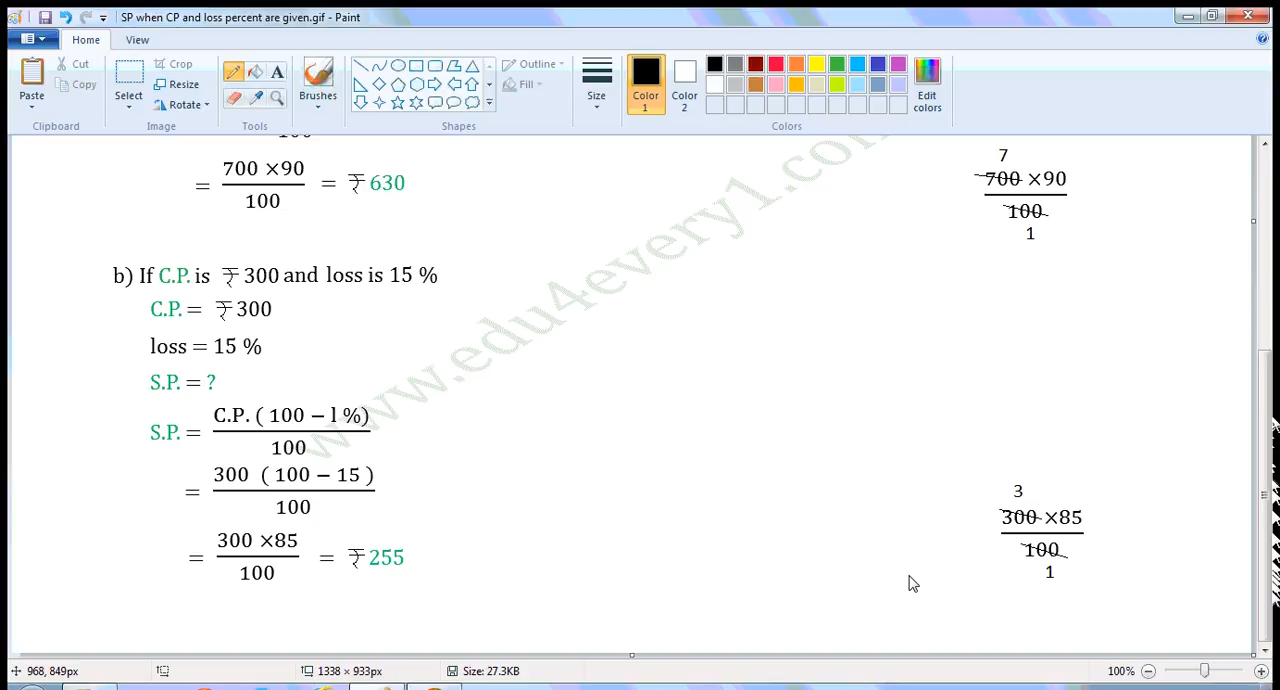 SP when CP and loss percent are given.gif - Paint
Home View
Paste
Cut
Copy
Clipboard
Select
Crop
Resize
Rotate
Image
A
Tools
Brushes
Outline
Fill
Shapes
Size
Color 1
Color 2
Edit colors
Colors
= 700 ×90 / 100 = ₹ 630
7
700 ×90
100
1
b) If C.P. is ₹ 300 and loss is 15 %
C.P. = ₹ 300
loss = 15 %
S.P. = ?
S.P. = C.P. ( 100 – l %) / 100
= 300 ( 100 – 15 ) / 100
= 300 ×85 / 100 = ₹ 255
3
300 ×85
100
1
www.edu4every1.com
968, 849px
1338 × 933px
Size: 27.3KB
100%